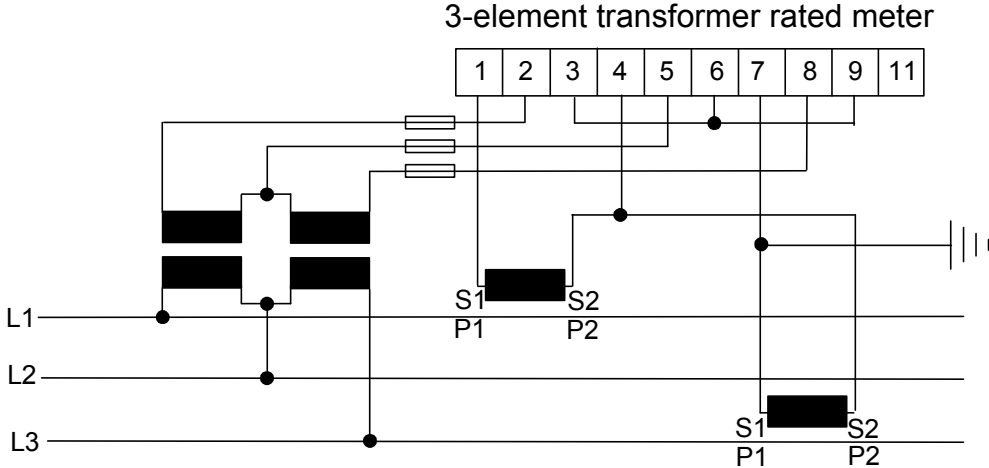 3-element transformer rated meter
1 2 3 4 5 6 7 8 9 11
S1 S2
L1
P1 P2
L2
S1 S2
L3
P1 P2